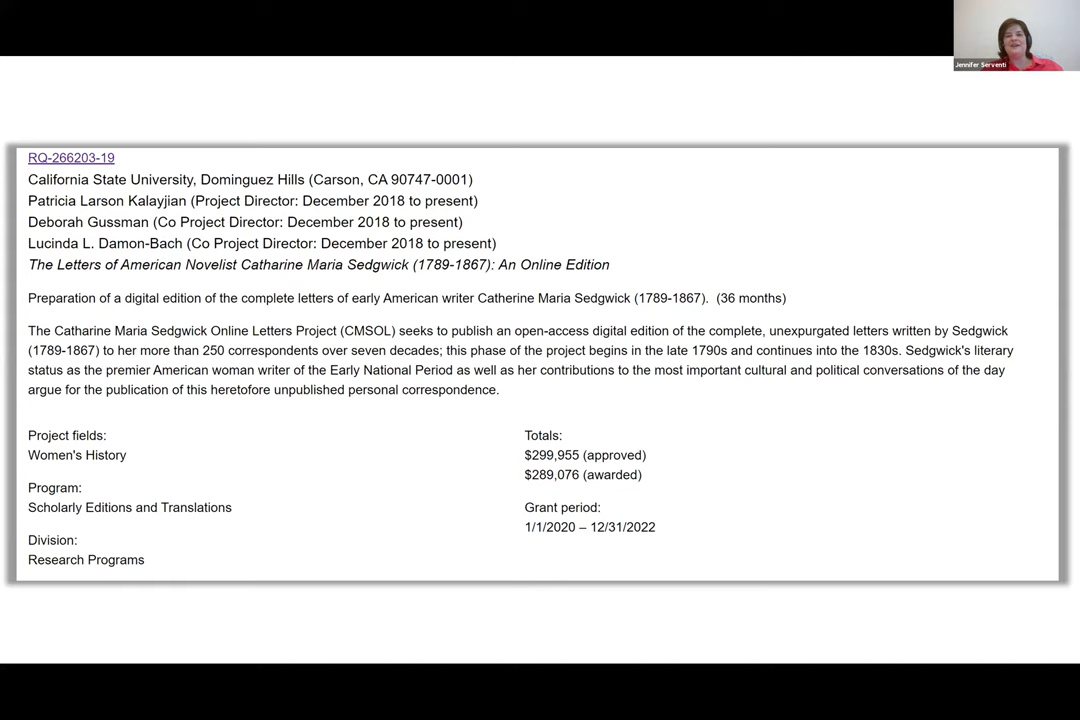 Jennifer Serventi
RQ-266203-19
California State University, Dominguez Hills (Carson, CA 90747-0001)
Patricia Larson Kalayjian (Project Director: December 2018 to present)
Deborah Gussman (Co Project Director: December 2018 to present)
Lucinda L. Damon-Bach (Co Project Director: December 2018 to present)
The Letters of American Novelist Catharine Maria Sedgwick (1789-1867): An Online Edition
Preparation of a digital edition of the complete letters of early American writer Catherine Maria Sedgwick (1789-1867).  (36 months)
The Catharine Maria Sedgwick Online Letters Project (CMSOL) seeks to publish an open-access digital edition of the complete, unexpurgated letters written by Sedgwick
(1789-1867) to her more than 250 correspondents over seven decades; this phase of the project begins in the late 1790s and continues into the 1830s. Sedgwick's literary
status as the premier American woman writer of the Early National Period as well as her contributions to the most important cultural and political conversations of the day
argue for the publication of this heretofore unpublished personal correspondence.
Project fields:
Women's History
Program:
Scholarly Editions and Translations
Division:
Research Programs
Totals:
$299,955 (approved)
$289,076 (awarded)
Grant period:
1/1/2020 – 12/31/2022